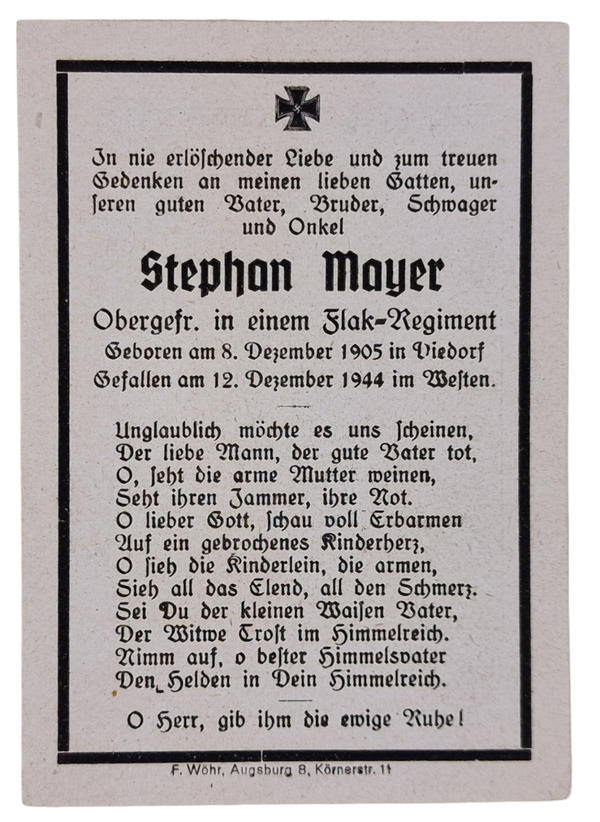 In nie erlöschender Liebe und zum treuen
Gedenken an meinen lieben Gatten, un-
seren guten Vater, Bruder, Schwager
und Onkel
Stephan Mayer
Obergefr. in einem Flak-Regiment
Geboren am 8. Dezember 1905 in Viedorf
Gefallen am 12. Dezember 1944 im Westen.
Unglaublich möchte es uns scheinen,
Der liebe Mann, der gute Vater tot,
O, seht die arme Mutter weinen,
Seht ihren Jammer, ihre Not.
O lieber Gott, schau voll Erbarmen
Auf ein gebrochenes Kinderherz,
O sieh die Kinderlein, die armen,
Sieh all das Elend, all den Schmerz.
Sei Du der kleinen Waisen Vater,
Der Witwe Trost im Himmelreich.
Nimm auf, o bester Himmelsvater
Den Helden in Dein Himmelreich.
O Herr, gib ihm die ewige Ruhe!
F. Wöhr, Augsburg 8, Körnerstr. 11